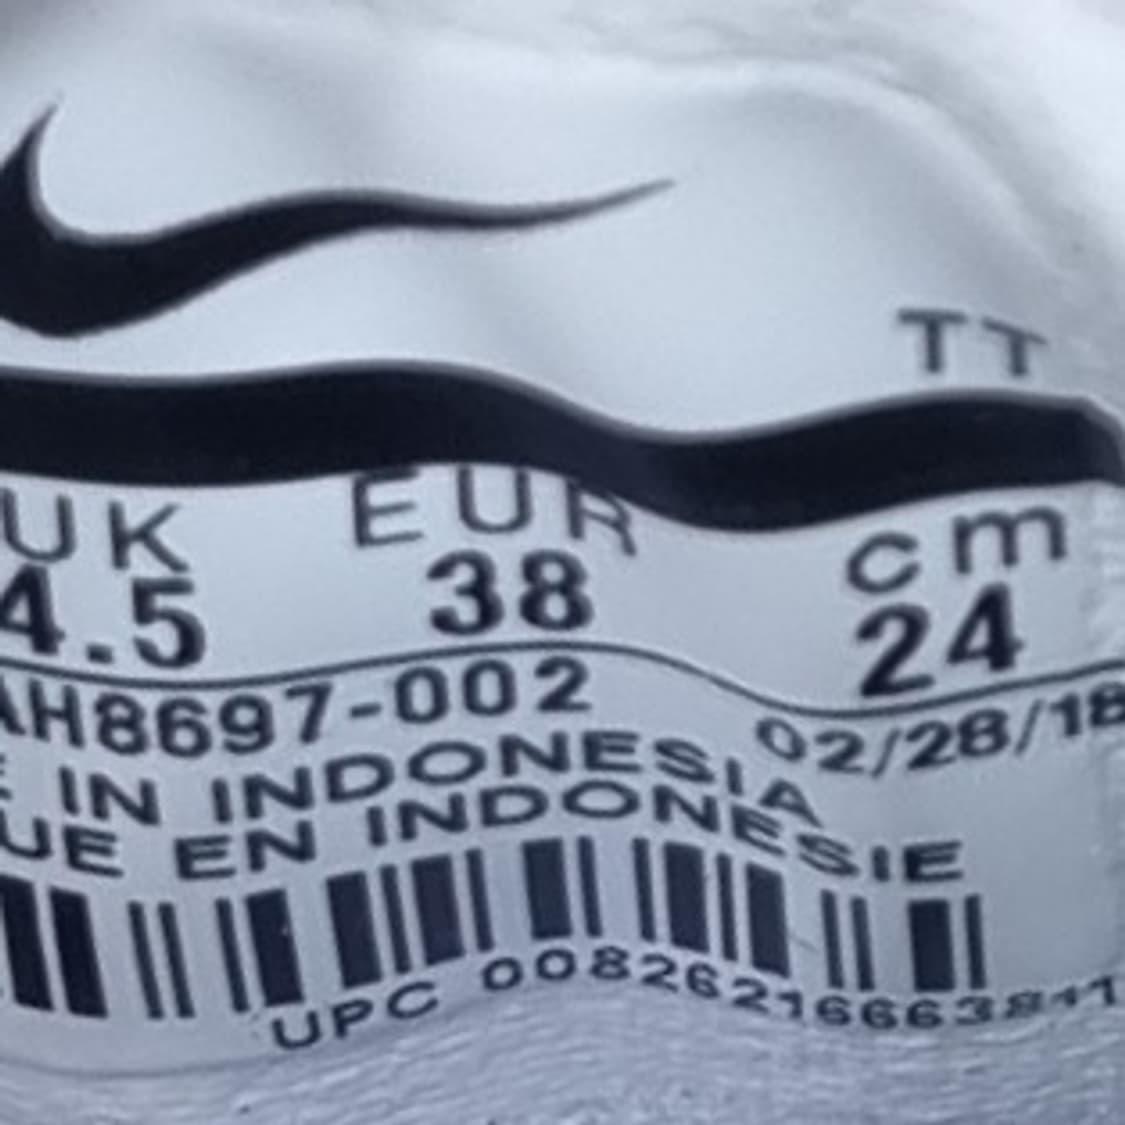 TT
UK EUR cm
4.5 38 24
AH8697-002 02/28/18
IN INDONESIA
UE EN INDONESIE
UPC